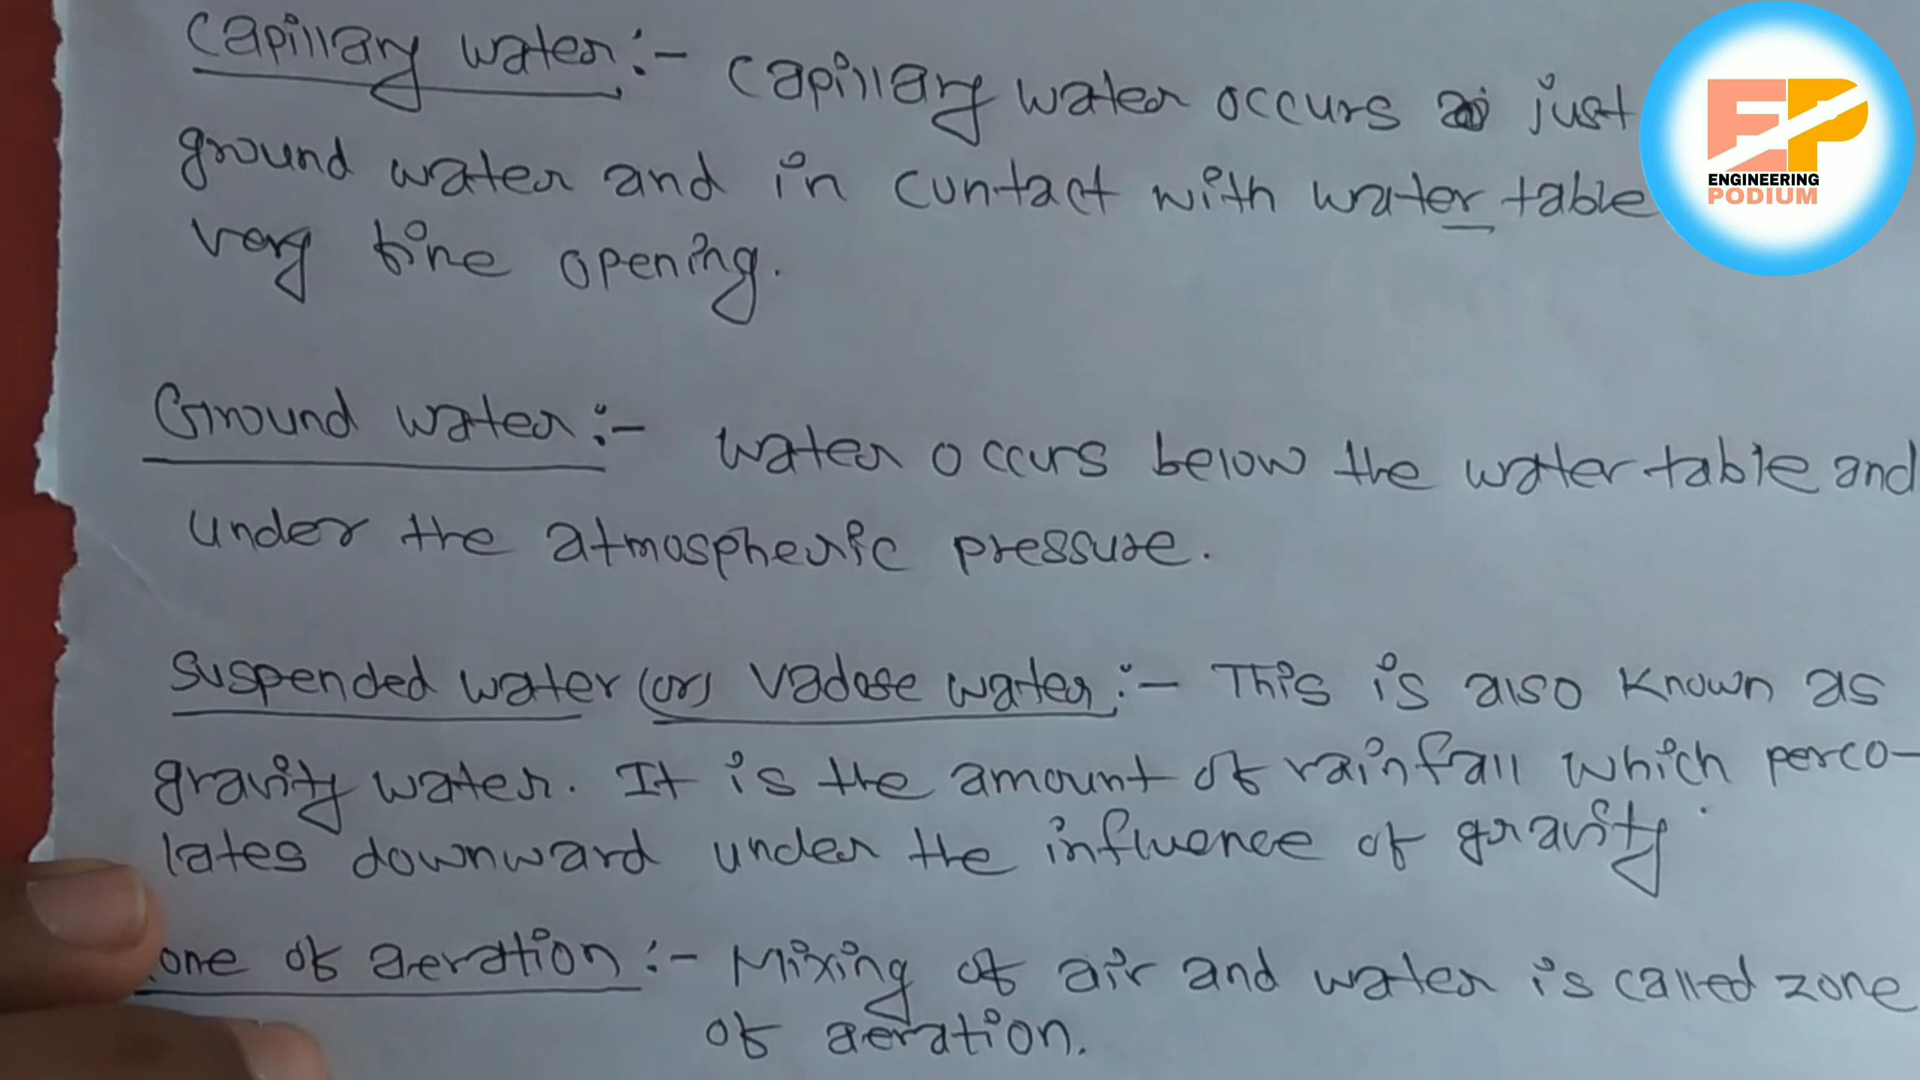 Capillary water:- Capillary water occurs just
ground water and in contact with water table
very fine opening.
Ground water:- water occurs below the water table and
under the atmospheric pressure.
Suspended water (or) Vadose water:- This is also known as
gravity water. It is the amount of rainfall which perco-
lates downward under the influence of gravity
one of aeration:- Mixing of air and water is called zone
of aeration.
EP
ENGINEERING
PODIUM